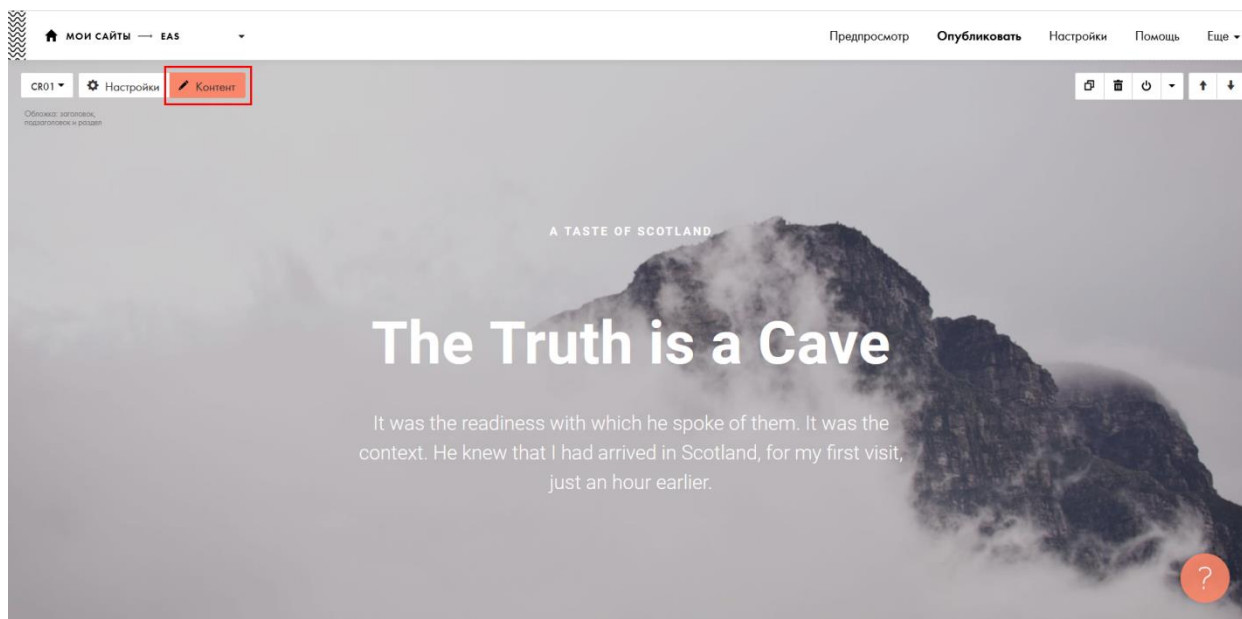 МОИ САЙТЫ → EAS
Предпросмотр Опубликовать Настройки Помощь Еще
CR01 Настройки Контент
Обложка: заголовок,
подзаголовок и раздел
A TASTE OF SCOTLAND
The Truth is a Cave
It was the readiness with which he spoke of them. It was the
context. He knew that I had arrived in Scotland, for my first visit,
just an hour earlier.
?